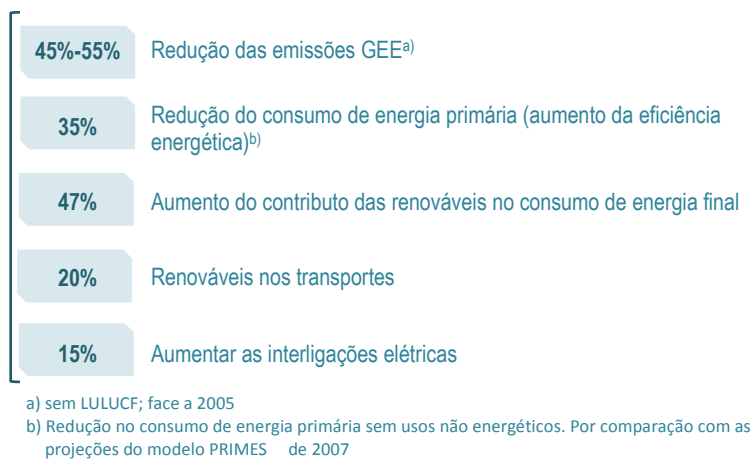 45%-55% Redução das emissões GEEa)
35% Redução do consumo de energia primária (aumento da eficiência
energética)b)
47% Aumento do contributo das renováveis no consumo de energia final
20% Renováveis nos transportes
15% Aumentar as interligações elétricas
a) sem LULUCF; face a 2005
b) Redução no consumo de energia primária sem usos não energéticos. Por comparação com as
projeções do modelo PRIMES de 2007